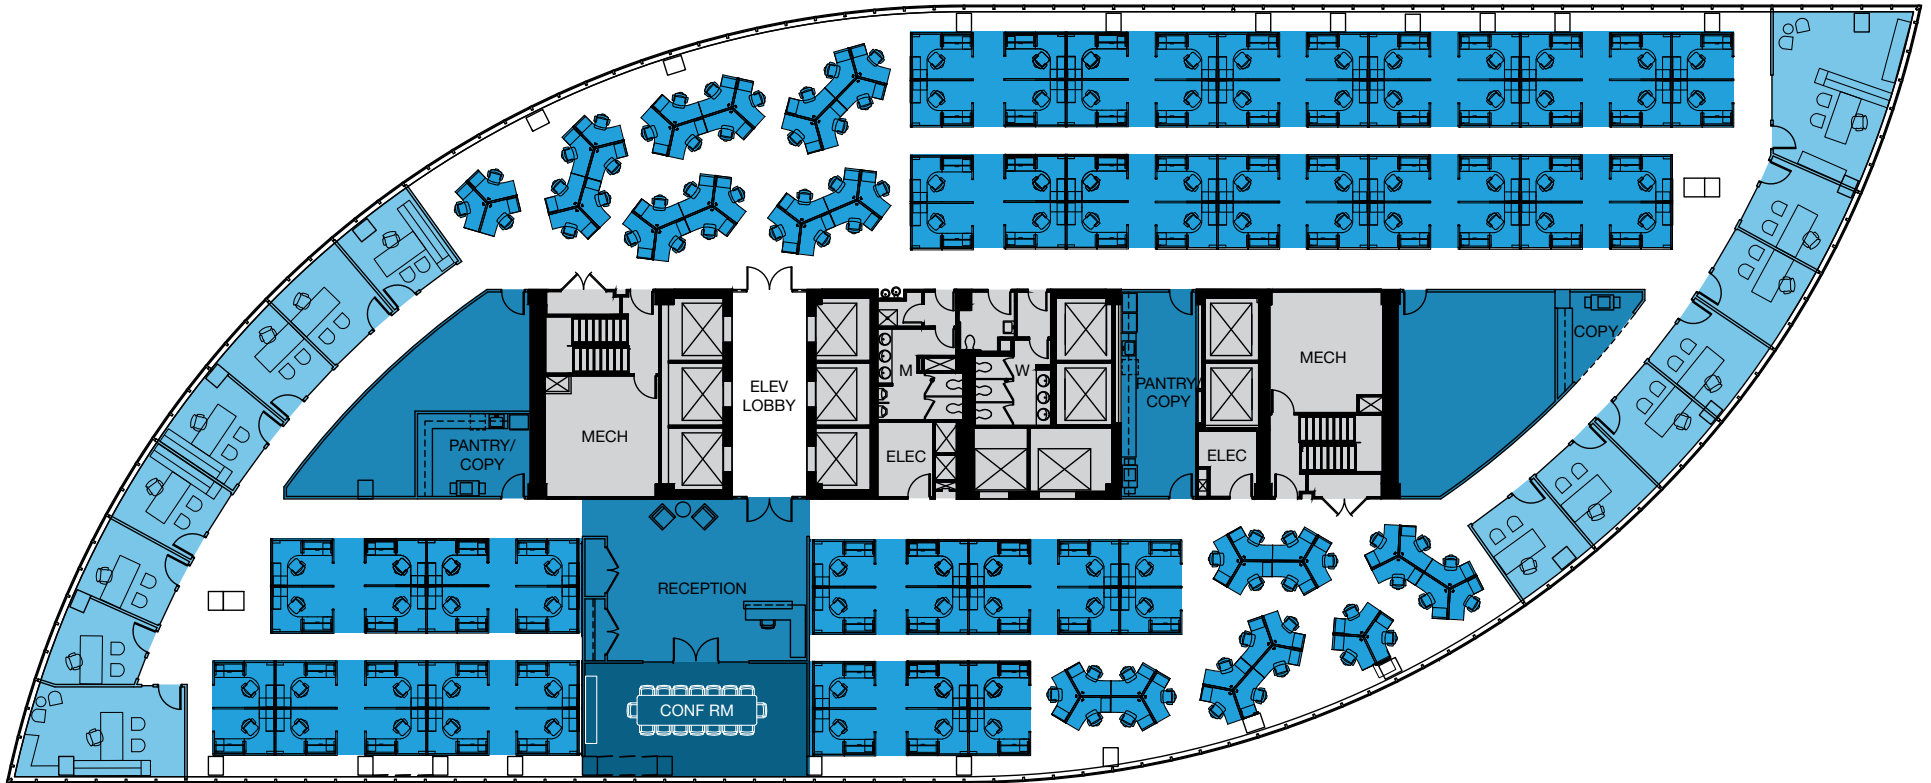 COPY
MECH
M
W
ELEV
LOBBY
PANTRY/
COPY
MECH
PANTRY/
COPY
ELEC
ELEC
RECEPTION
CONF RM